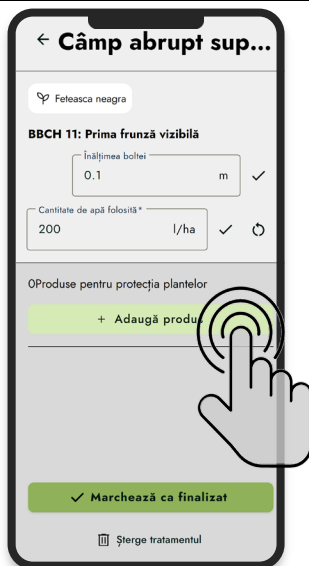 Câmp abrupt sup...
Feteasca neagra
BBCH 11: Prima frunză vizibilă
Înălțimea boltei
0.1 m
Cantitate de apă folosită*
200 l/ha
0Produse pentru protecția plantelor
+ Adaugă produs
Marchează ca finalizat
Șterge tratamentul